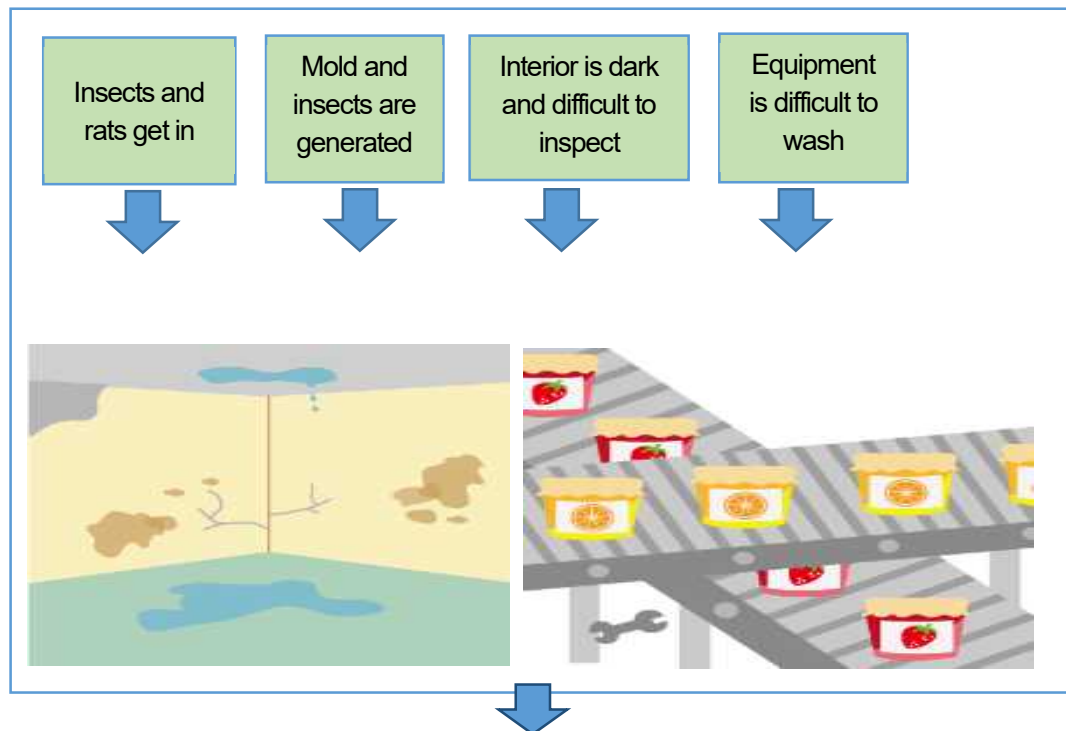 Insects and
rats get in
Mold and
insects are
generated
Interior is dark
and difficult to
inspect
Equipment
is difficult to
wash